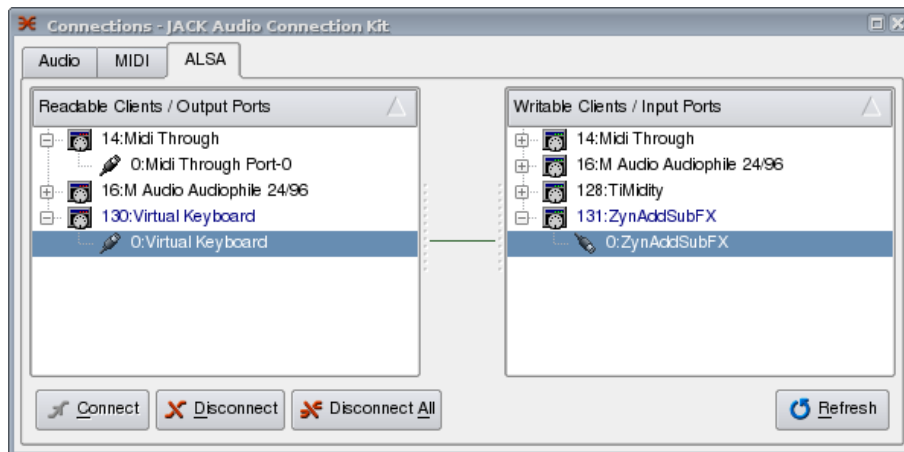 Connections - JACK Audio Connection Kit
Audio MIDI ALSA
Readable Clients / Output Ports
14:Midi Through
0:Midi Through Port-0
16:M Audio Audiophile 24/96
130:Virtual Keyboard
0:Virtual Keyboard
Writable Clients / Input Ports
14:Midi Through
16:M Audio Audiophile 24/96
128:TiMidity
131:ZynAddSubFX
0:ZynAddSubFX
Connect Disconnect Disconnect All Refresh